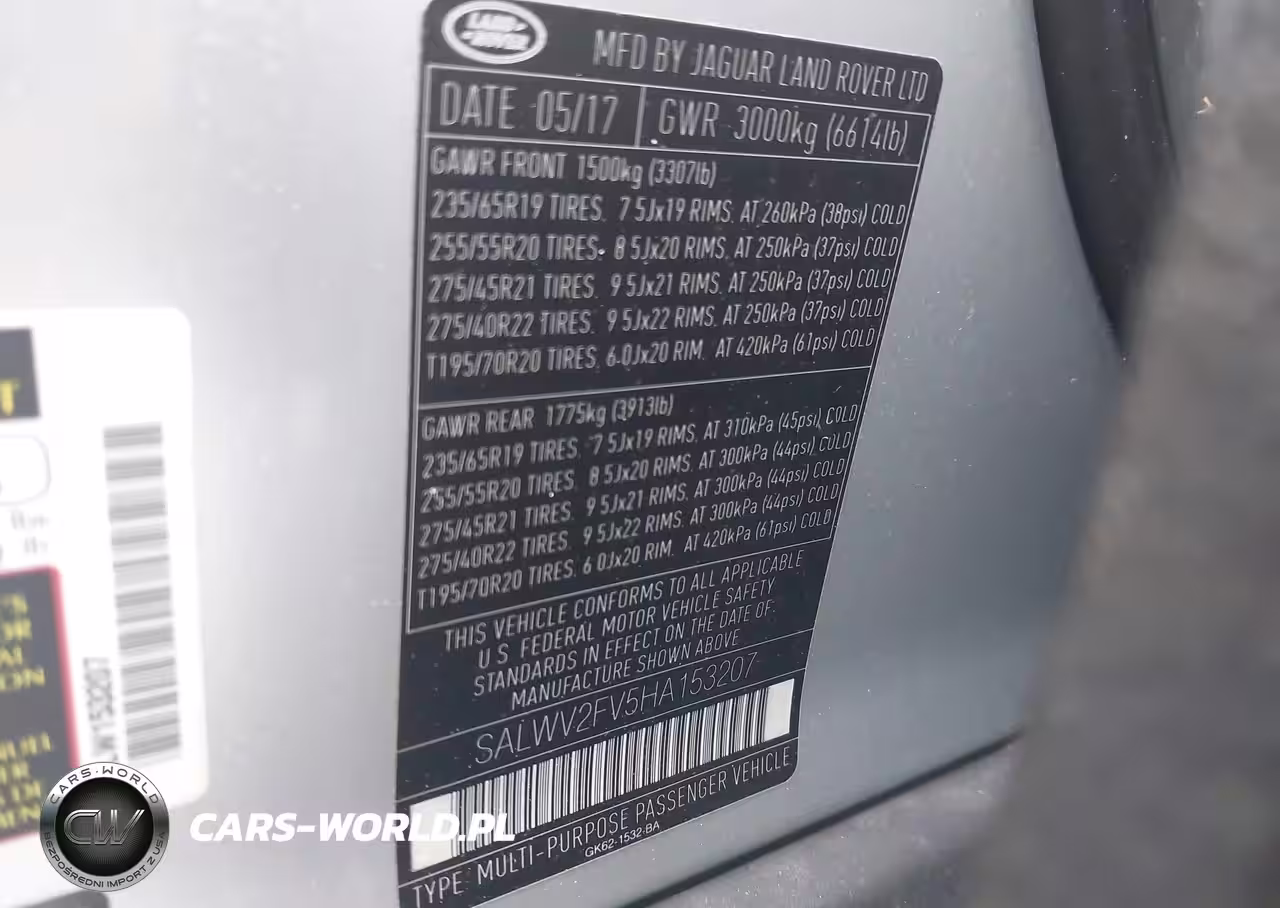 LAND-
-ROVER
MFD BY JAGUAR LAND ROVER LTD
DATE 05/17 GWR 3000kg (6614lb)
GAWR FRONT 1500kg (3307lb)
235/65R19 TIRES. 7.5Jx19 RIMS. AT 260kPa (38psi) COLD
255/55R20 TIRES. 8.5Jx20 RIMS. AT 250kPa (37psi) COLD
275/45R21 TIRES. 9.5Jx21 RIMS. AT 250kPa (37psi) COLD
275/40R22 TIRES. 9.5Jx22 RIMS. AT 250kPa (37psi) COLD
T195/70R20 TIRES. 6.0Jx20 RIM. AT 420kPa (61psi) COLD
GAWR REAR 1775kg (3913lb)
235/65R19 TIRES. 7.5Jx19 RIMS. AT 310kPa (45psi) COLD
255/55R20 TIRES. 8.5Jx20 RIMS. AT 300kPa (44psi) COLD
275/45R21 TIRES. 9.5Jx21 RIMS. AT 300kPa (44psi) COLD
275/40R22 TIRES. 9.5Jx22 RIMS. AT 300kPa (44psi) COLD
T195/70R20 TIRES. 6.0Jx20 RIM. AT 420kPa (61psi) COLD
THIS VEHICLE CONFORMS TO ALL APPLICABLE
U.S. FEDERAL MOTOR VEHICLE SAFETY
STANDARDS IN EFFECT ON THE DATE OF
MANUFACTURE SHOWN ABOVE
SALWV2FV5HA153207
TYPE: MULTI-PURPOSE PASSENGER VEHICLE
GK62-1532-BA
CARS-WORLD
CW
BEZPOŚREDNI IMPORT Z USA
CARS-WORLD.PL